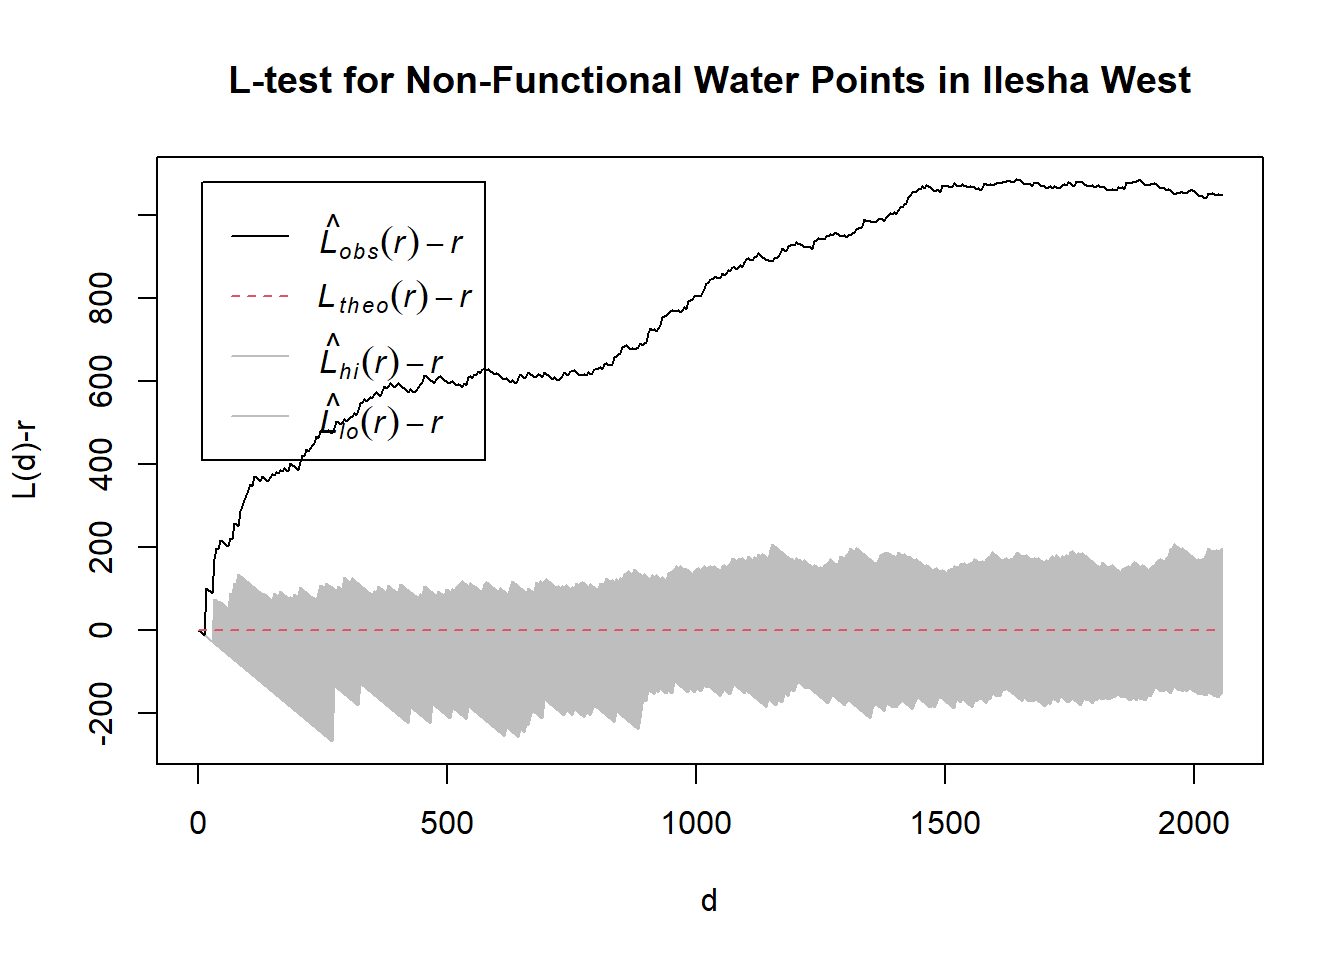 L-test for Non-Functional Water Points in Ilesha West
L̂obs(r) – r
Ltheo(r) – r
L̂hi(r) – r
L̂lo(r) – r
L(d)-r
800
600
400
200
0
-200
0 500 1000 1500 2000
d